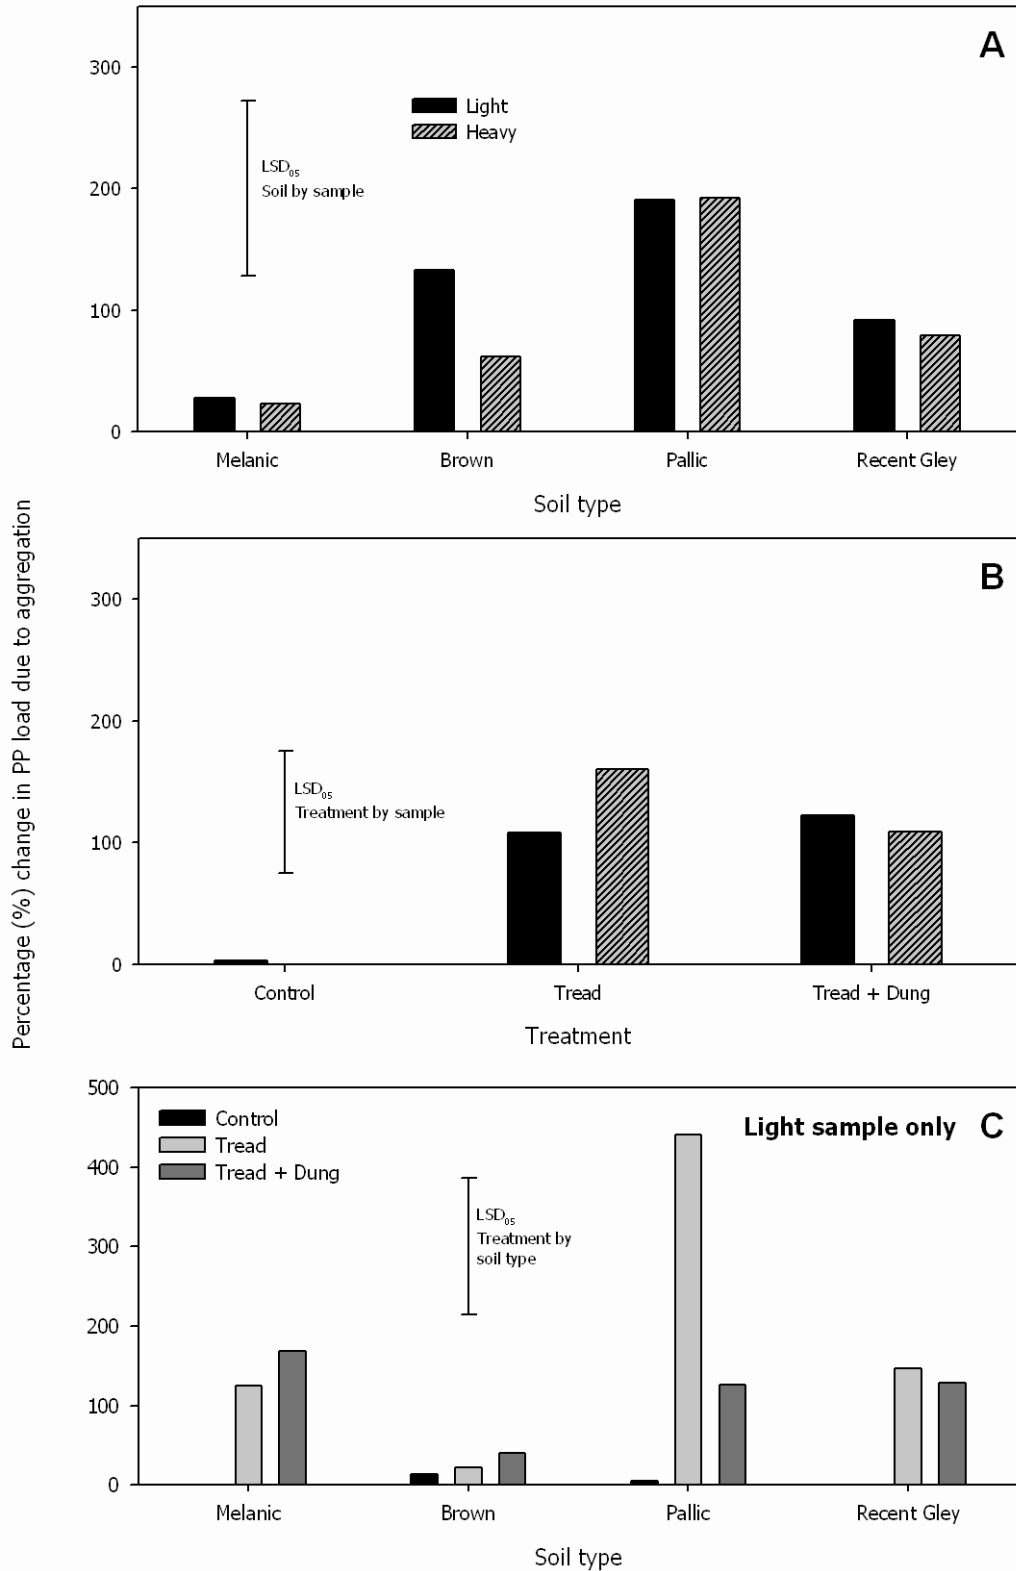 Percentage (%) change in PP load due to aggregation
A
300
200
100
0
Light
Heavy
LSD05
Soil by sample
Melanic
Brown
Pallic
Recent Gley
Soil type
B
300
200
100
0
LSD05
Treatment by sample
Control
Tread
Tread + Dung
Treatment
500
400
300
200
100
0
Control
Tread
Tread + Dung
Light sample only C
LSD05
Treatment by
soil type
Melanic
Brown
Pallic
Recent Gley
Soil type